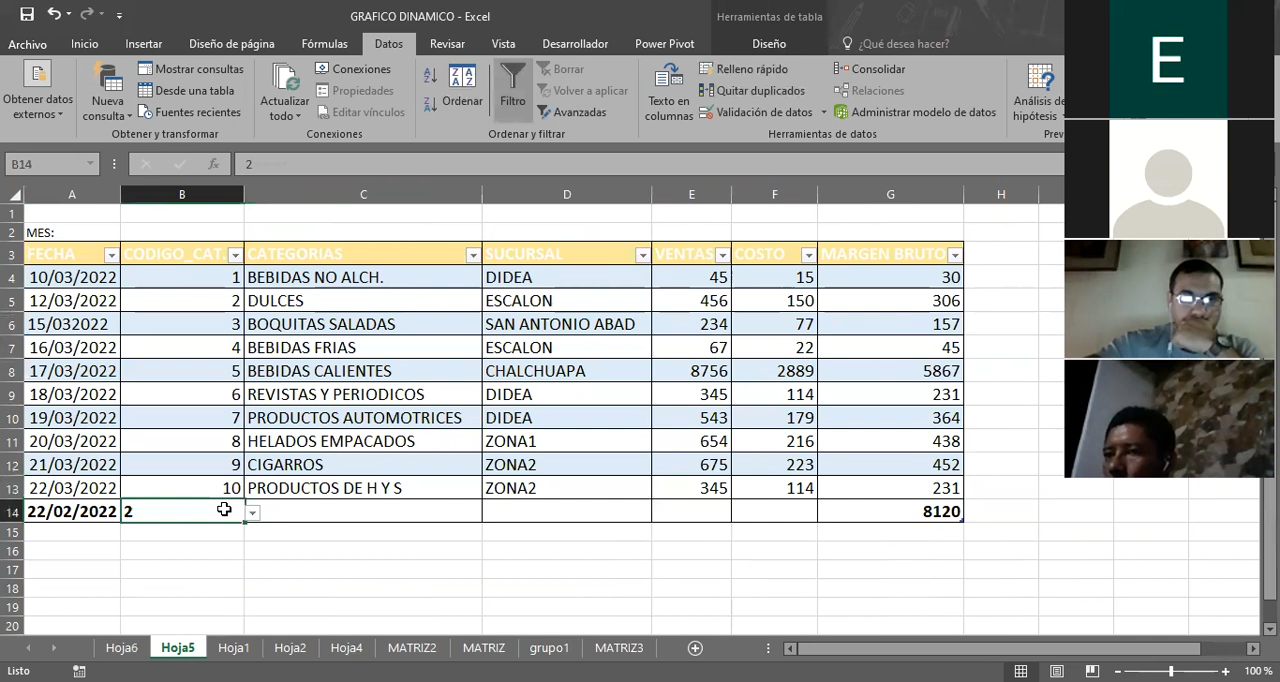 GRAFICO DINAMICO - Excel
Herramientas de tabla
Archivo Inicio Insertar Diseño de página Fórmulas Datos Revisar Vista Desarrollador Power Pivot Diseño ¿Qué desea hacer?
Obtener datos externos
Nueva consulta
Mostrar consultas
Desde una tabla
Fuentes recientes
Obtener y transformar
Actualizar todo
Conexiones
Propiedades
Editar vínculos
Conexiones
Ordenar
Filtro
Borrar
Volver a aplicar
Avanzadas
Ordenar y filtrar
Texto en columnas
Relleno rápido
Quitar duplicados
Validación de datos
Consolidar
Relaciones
Administrar modelo de datos
Herramientas de datos
Análisis de hipótesis
Prev
E
B14 fx 2
A B C D E F G H
1
2 MES:
3 FECHA CODIGO_CAT. CATEGORIAS SUCURSAL VENTAS COSTO MARGEN BRUTO
4 10/03/2022 1 BEBIDAS NO ALCH. DIDEA 45 15 30
5 12/03/2022 2 DULCES ESCALON 456 150 306
6 15/032022 3 BOQUITAS SALADAS SAN ANTONIO ABAD 234 77 157
7 16/03/2022 4 BEBIDAS FRIAS ESCALON 67 22 45
8 17/03/2022 5 BEBIDAS CALIENTES CHALCHUAPA 8756 2889 5867
9 18/03/2022 6 REVISTAS Y PERIODICOS DIDEA 345 114 231
10 19/03/2022 7 PRODUCTOS AUTOMOTRICES DIDEA 543 179 364
11 20/03/2022 8 HELADOS EMPACADOS ZONA1 654 216 438
12 21/03/2022 9 CIGARROS ZONA2 675 223 452
13 22/03/2022 10 PRODUCTOS DE H Y S ZONA2 345 114 231
14 22/02/2022 2 8120
15
16
17
18
19
20
Hoja6 Hoja5 Hoja1 Hoja2 Hoja4 MATRIZ2 MATRIZ grupo1 MATRIZ3
Listo 100 %